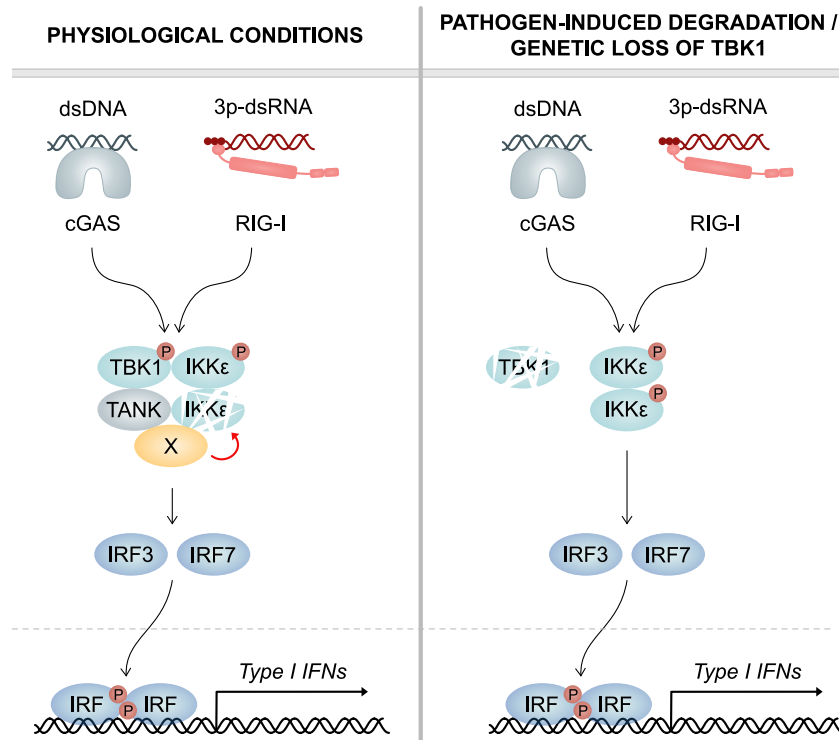 PHYSIOLOGICAL CONDITIONS
dsDNA
3p-dsRNA
cGAS
RIG-I
P
P
TBK1
IKKε
TANK
IKKε
X
IRF3
IRF7
Type I IFNs
IRF
P
P
IRF
PATHOGEN-INDUCED DEGRADATION /
GENETIC LOSS OF TBK1
dsDNA
3p-dsRNA
cGAS
RIG-I
TBK1
P
IKKε
P
IKKε
IRF3
IRF7
Type I IFNs
IRF
P
P
IRF